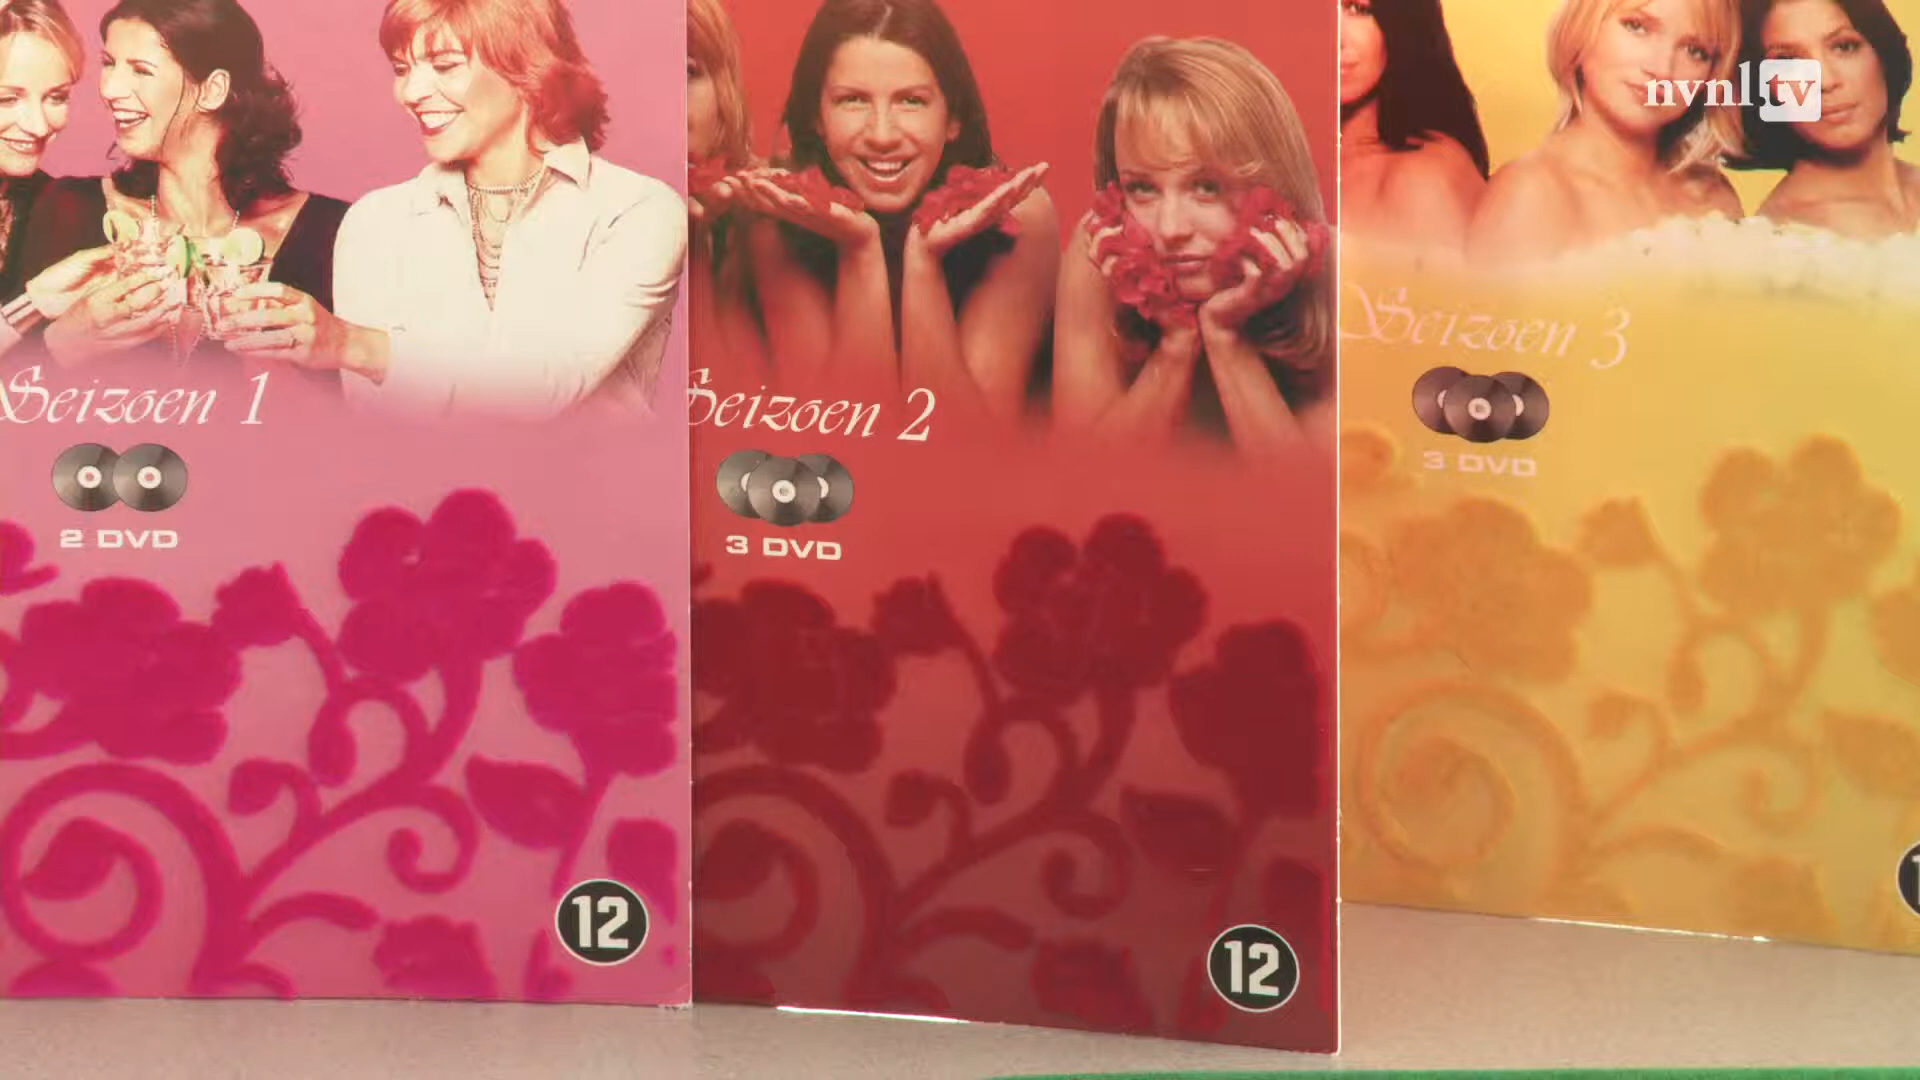 nvnl.tv
Seizoen 1
2 DVD
12
Seizoen 2
3 DVD
12
Seizoen 3
3 DVD